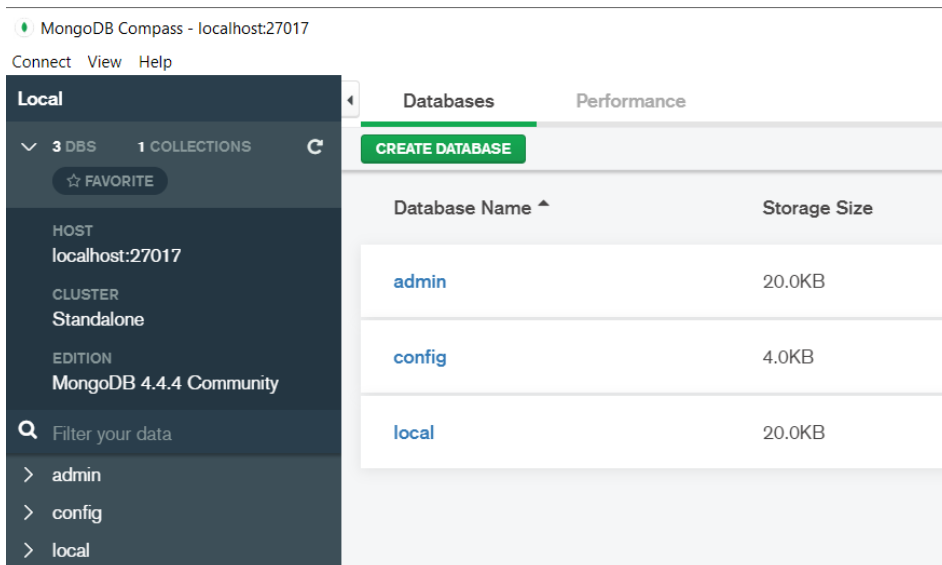 MongoDB Compass - localhost:27017
Connect View Help
Local
3 DBS 1 COLLECTIONS
FAVORITE
HOST
localhost:27017
CLUSTER
Standalone
EDITION
MongoDB 4.4.4 Community
Filter your data
admin
config
local
Databases Performance
CREATE DATABASE
Database Name Storage Size
admin 20.0KB
config 4.0KB
local 20.0KB